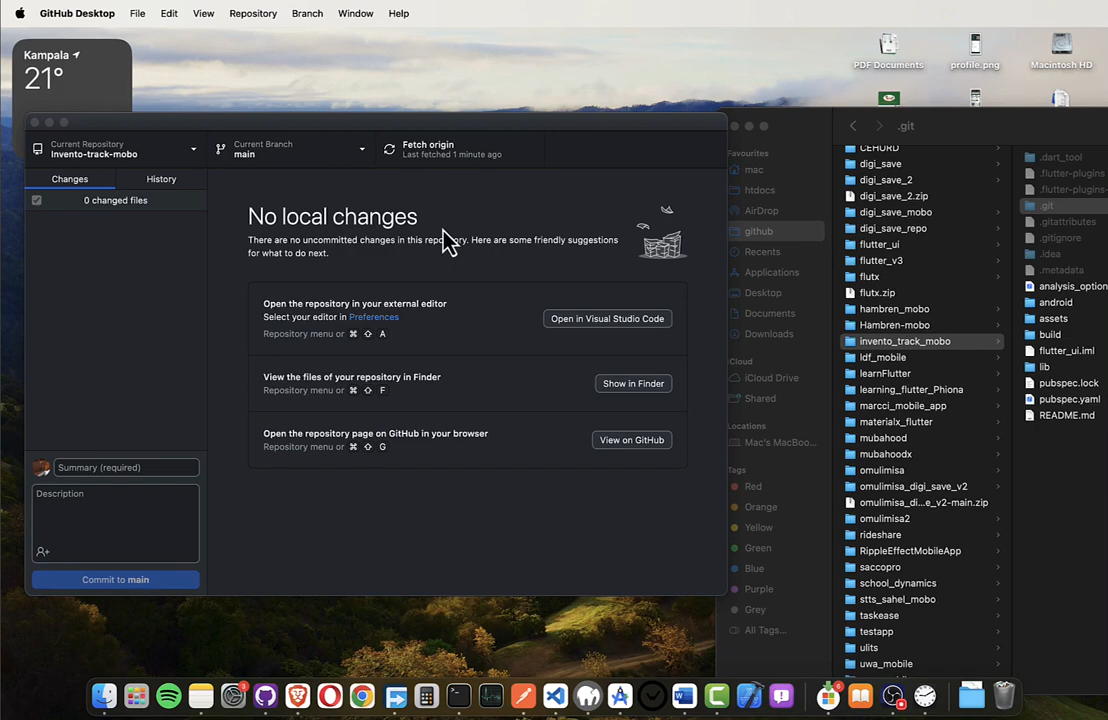 GitHub Desktop File Edit View Repository Branch Window Help
Kampala
21°
PDF Documents profile.png Macintosh HD
Current Repository
Invento-track-mobo
Current Branch
main
Fetch origin
Last fetched 1 minute ago
Changes History
0 changed files
No local changes
There are no uncommitted changes in this repository. Here are some friendly suggestions
for what to do next.
Open the repository in your external editor
Select your editor in Preferences
Repository menu or ⌘ ⇧ A
Open in Visual Studio Code
View the files of your repository in Finder
Repository menu or ⌘ ⇧ F
Show in Finder
Open the repository page on GitHub in your browser
Repository menu or ⌘ ⇧ G
View on GitHub
Summary (required)
Description
Commit to main
.git
Favourites
mac
htdocs
AirDrop
github
Recents
Applications
Desktop
Documents
Downloads
iCloud
iCloud Drive
Shared
Locations
Mac's MacBoo...
Tags
Red
Orange
Yellow
Green
Blue
Purple
Grey
All Tags...
CEHURD
digi_save
digi_save_2
digi_save_2.zip
digi_save_mobo
digi_save_repo
flutter_ui
flutter_v3
flutx
flutx.zip
hambren_mobo
Hambren-mobo
invento_track_mobo
ldf_mobile
learnFlutter
learning_flutter_Phiona
marcci_mobile_app
materialx_flutter
mubahood
mubahoodx
omulimisa
omulimisa_digi_save_v2
omulimisa_di...e_v2-main.zip
omulimisa2
rideshare
RippleEffectMobileApp
saccopro
school_dynamics
stts_sahel_mobo
taskease
testapp
ulits
uwa_mobile
.dart_tool
.flutter-plugins
.flutter-plugins-
.git
.gitattributes
.gitignore
.idea
.metadata
analysis_option
android
assets
build
flutter_ui.iml
lib
pubspec.lock
pubspec.yaml
README.md